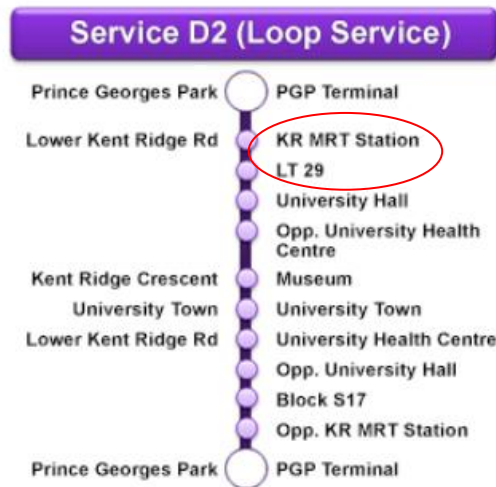 Service D2 (Loop Service)
Prince Georges Park PGP Terminal
Lower Kent Ridge Rd KR MRT Station
LT 29
University Hall
Opp. University Health
Centre
Kent Ridge Crescent Museum
University Town University Town
Lower Kent Ridge Rd University Health Centre
Opp. University Hall
Block S17
Opp. KR MRT Station
Prince Georges Park PGP Terminal